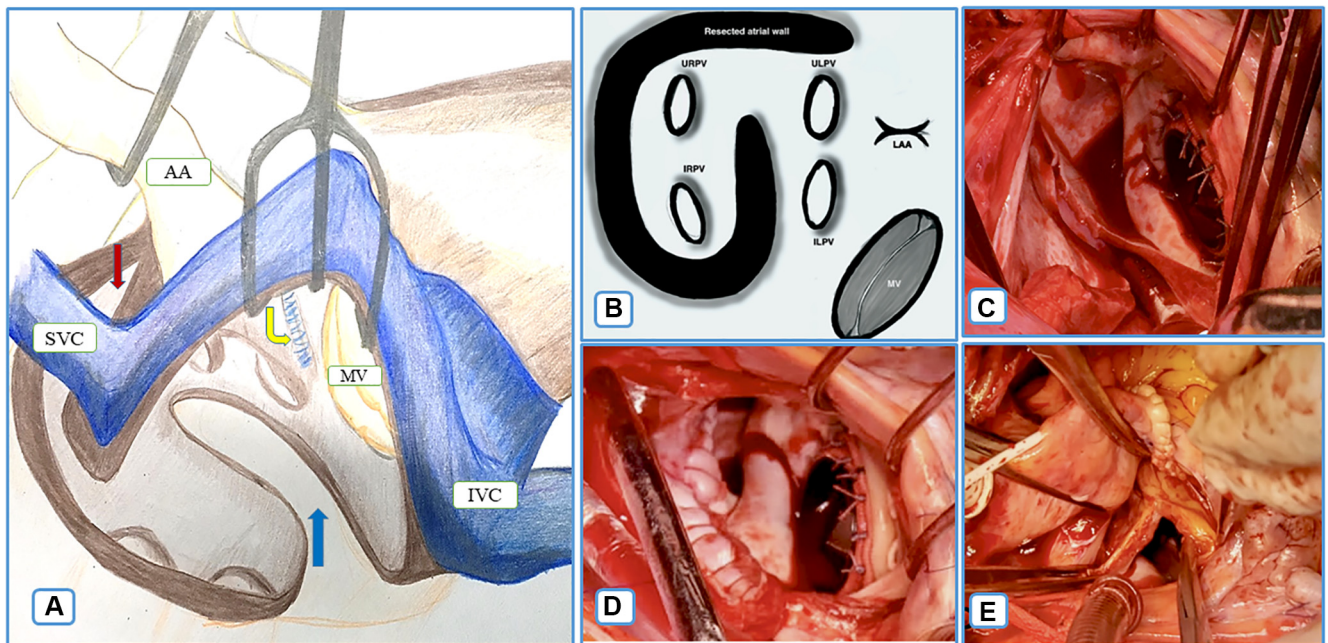 AA
SVC
MV
IVC
A
Resected atrial wall
URPV
ULPV
LAA
IRPV
ILPV
MV
B
C
D
E